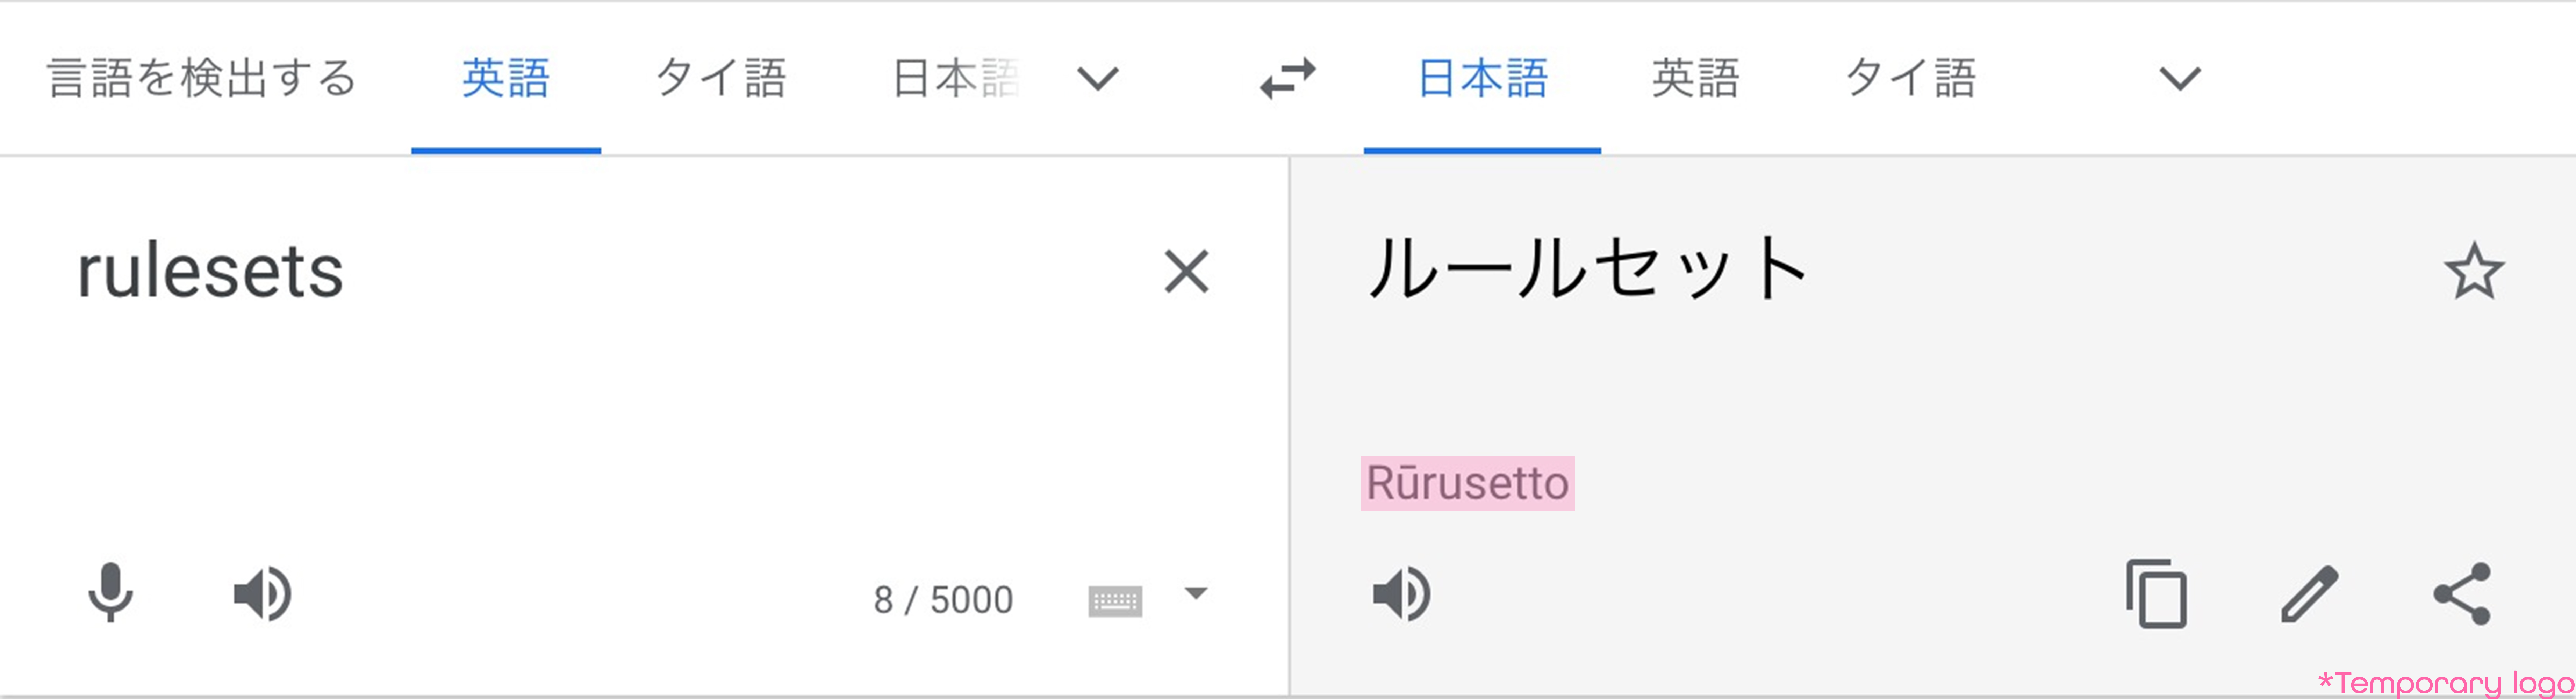 言語を検出する 英語 タイ語 日本語 日本語 英語 タイ語
rulesets
ルールセット
Rūrusetto
8 / 5000
*Temporary logo